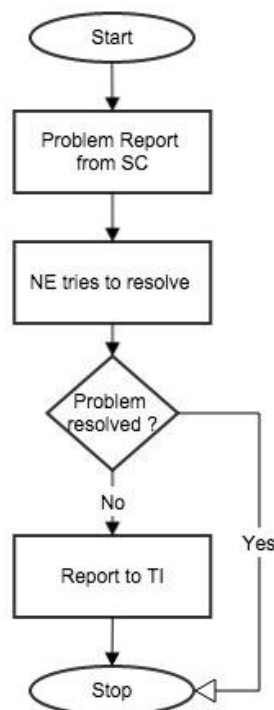 Start
Problem Report
from SC
NE tries to resolve
Problem
resolved ?
No
Yes
Report to TI
Stop